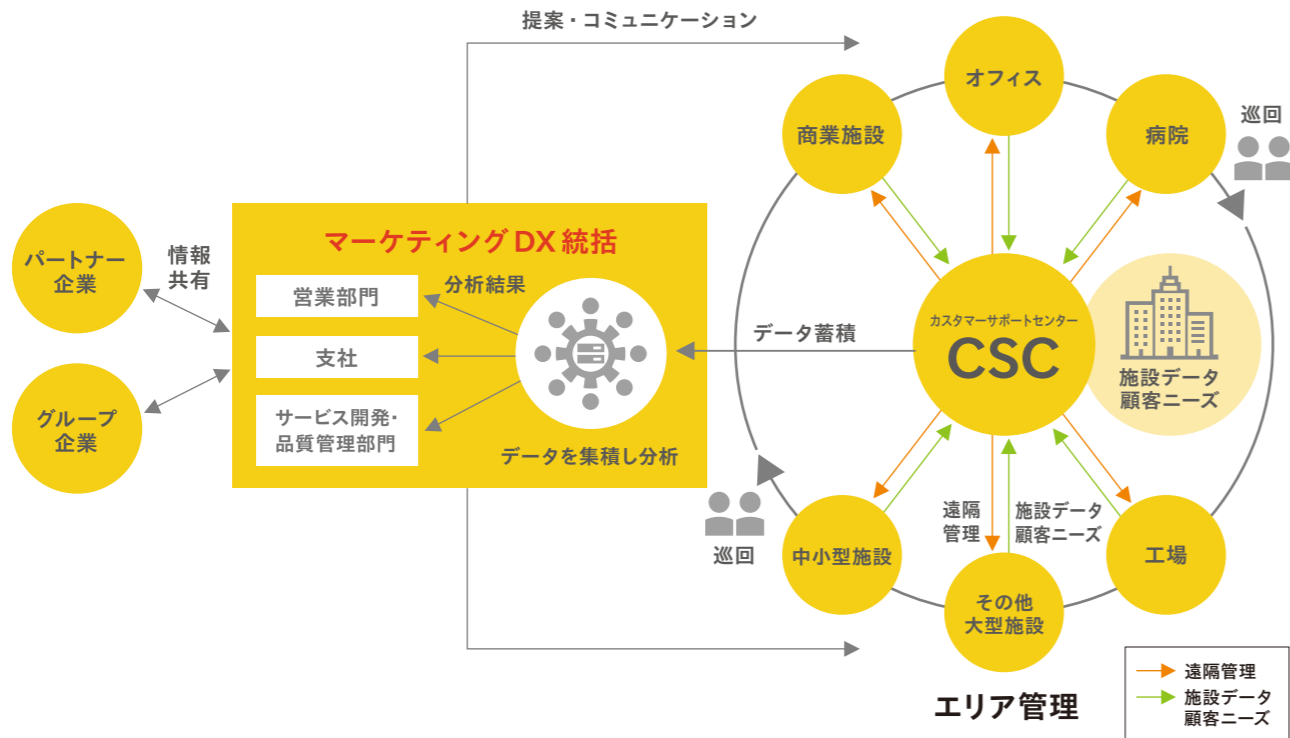 提案・コミュニケーション
オフィス
商業施設
病院
巡回
パートナー
企業
情報
共有
グループ
企業
マーケティングDX統括
営業部門
支社
サービス開発・
品質管理部門
分析結果
データを集積し分析
データ蓄積
カスタマーサポートセンター
CSC
施設データ
顧客ニーズ
遠隔
管理
施設データ
顧客ニーズ
巡回
中小型施設
その他
大型施設
工場
エリア管理
遠隔管理
施設データ
顧客ニーズ